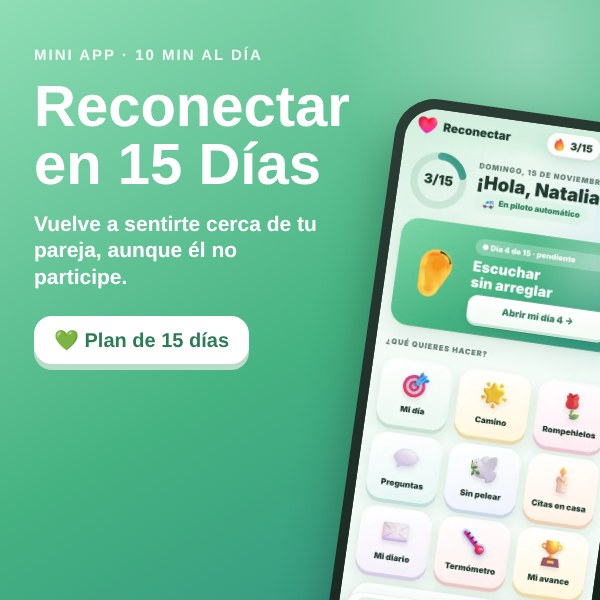 MINI APP · 10 MIN AL DÍA
Reconectar
en 15 Días
Vuelve a sentirte cerca de tu
pareja, aunque él no
participe.
💚 Plan de 15 días
Reconectar
🔥 3/15
3/15
DOMINGO, 15 DE NOVIEMBR
¡Hola, Natalia
🚙 En piloto automático
Día 4 de 15 · pendiente
Escuchar
sin arreglar
Abrir mi día 4 →
¿QUÉ QUIERES HACER?
Mi día
Camino
Rompehielos
Preguntas
Sin pelear
Citas en casa
Mi diario
Termómetro
Mi avance